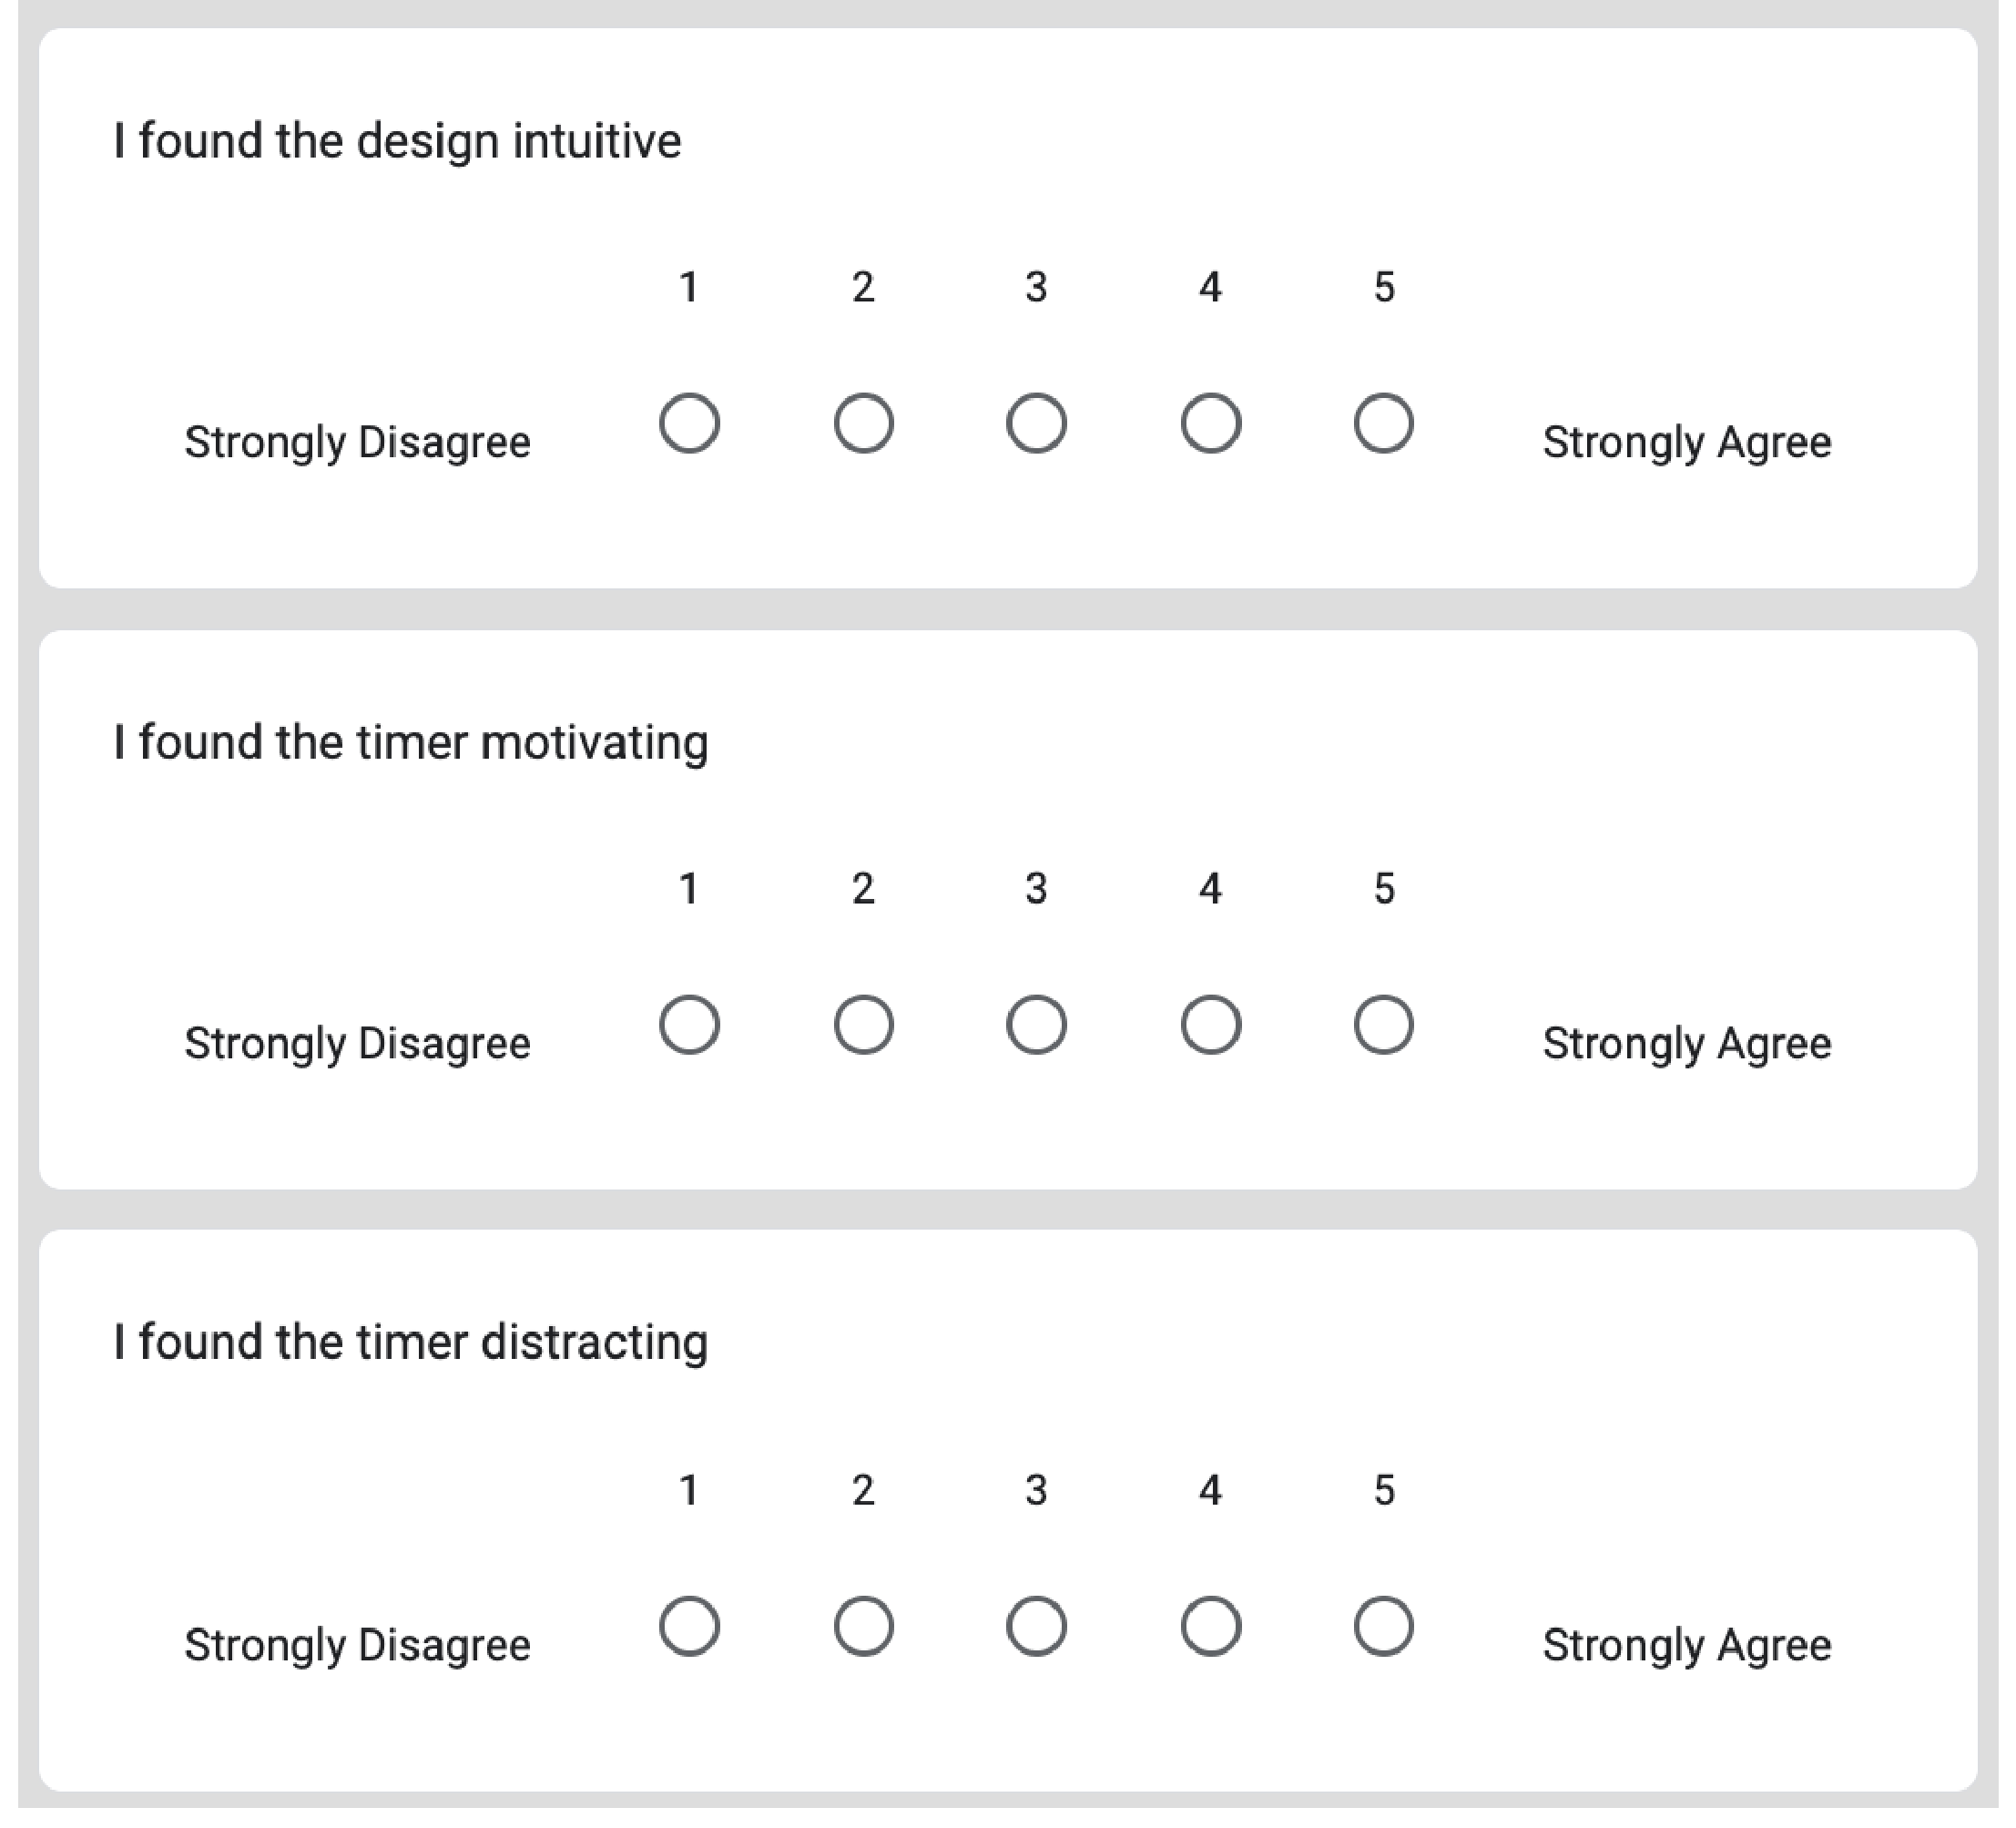 I found the design intuitive
1 2 3 4 5
Strongly Disagree Strongly Agree
I found the timer motivating
1 2 3 4 5
Strongly Disagree Strongly Agree
I found the timer distracting
1 2 3 4 5
Strongly Disagree Strongly Agree